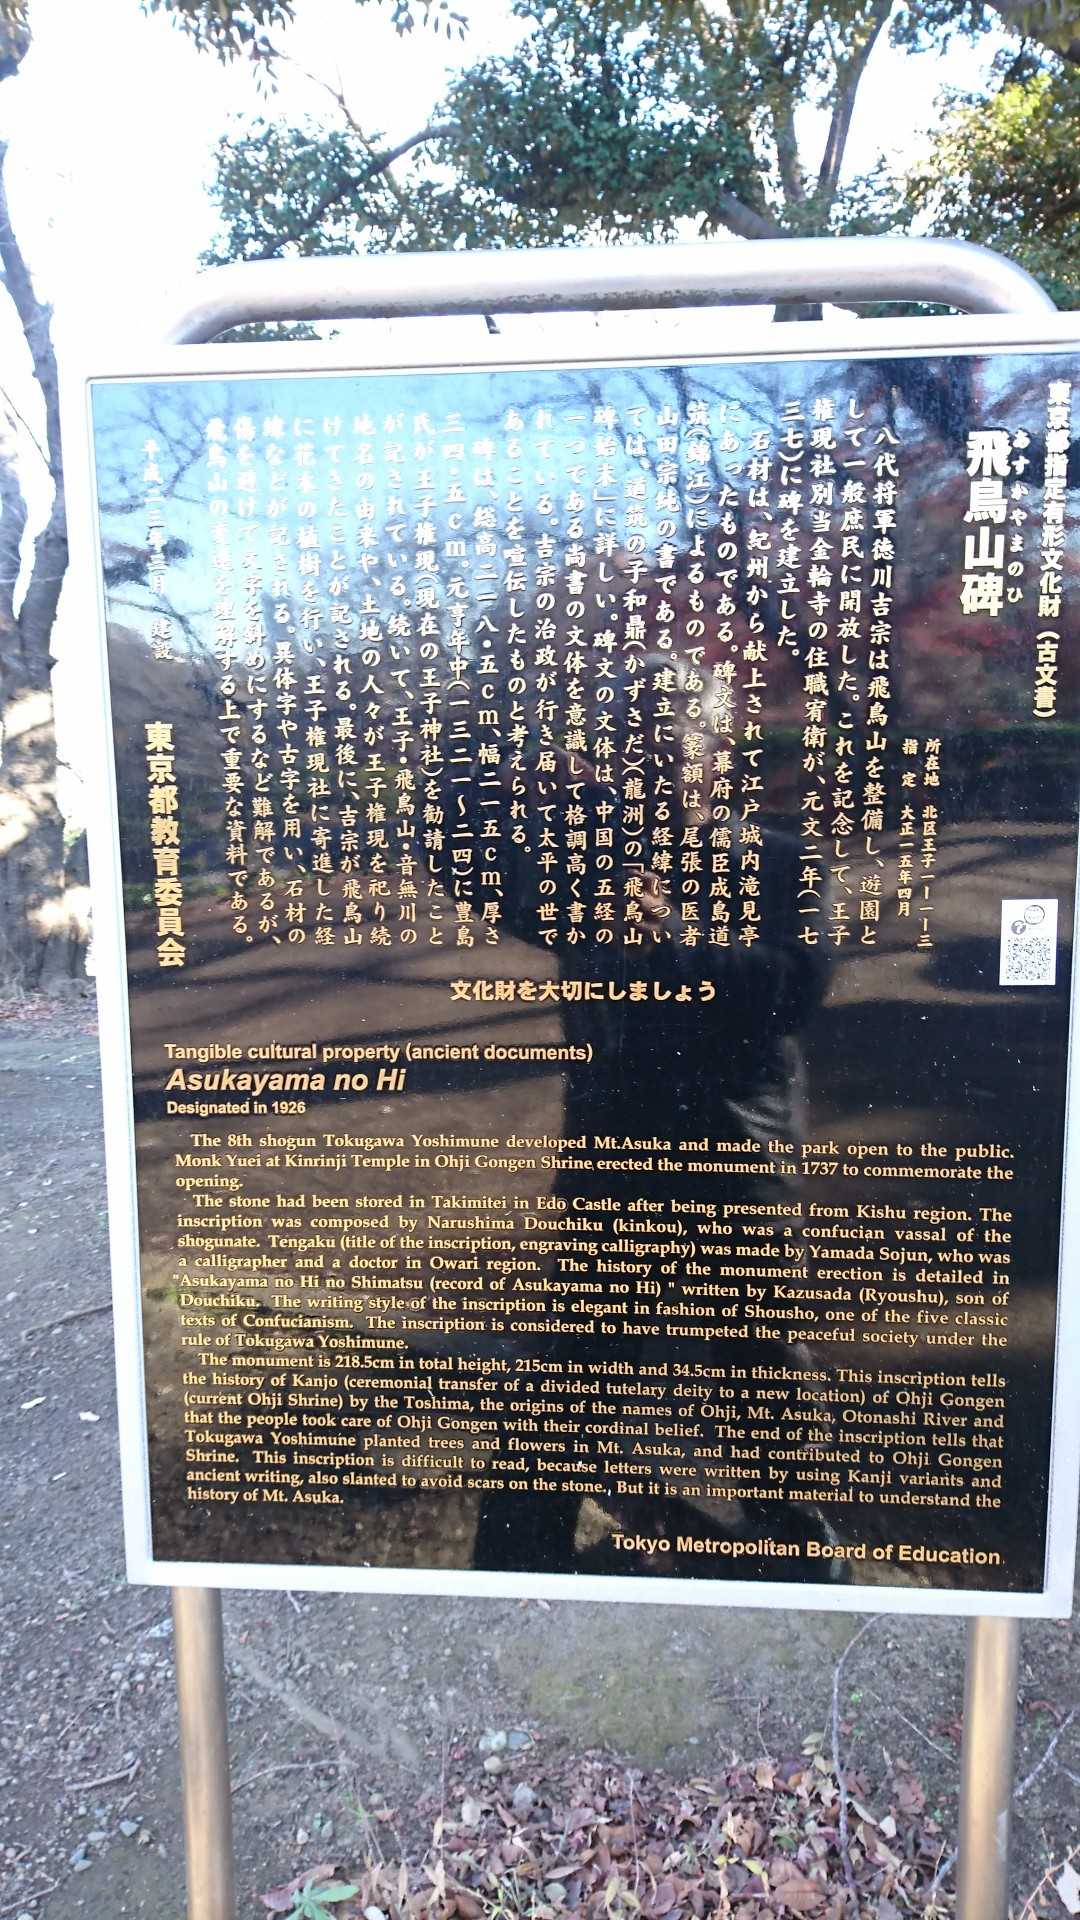 東京都指定有形文化財（古文書）
あすかやまのひ
飛鳥山碑
所在地　北区王子一ー一ー三
指　定　大正一五年四月
八代将軍徳川吉宗は飛鳥山を整備し、遊園と
して一般庶民に開放した。これを記念して、王子
権現社別当金輪寺の住職宥衛が、元文二年（一七
三七）に碑を建立した。
石材は、紀州から献上されて江戸城内滝見亭
にあったものである。碑文は、幕府の儒臣成島道
筑（錦江）によるものである。篆額は、尾張の医者
山田宗純の書である。建立にいたる経緯につい
ては、道筑の子和鼎（かずさだ）（龍洲）の「飛鳥山
碑始末」に詳しい。碑文の文体は、中国の五経の
一つである尚書の文体を意識して格調高く書か
れている。吉宗の治政が行き届いて太平の世で
あることを宣伝したものと考えられる。
碑は、総高二一八・五ｃｍ、幅二一五ｃｍ、厚さ
三四・五ｃｍ。元亨年中（一三二一～二四）に豊島
氏が王子権現（現在の王子神社）を勧請したこと
が記されている。続いて、王子・飛鳥山・音無川の
地名の由来や、土地の人々が王子権現を祀り続
けてきたことが記される。最後に、吉宗が飛鳥山
に花木の植樹を行い、王子権現社に寄進した経
緯などが記される。異体字や古字を用い、石材の
傷を避けて文字を斜めにするなど難解であるが、
飛鳥山の変遷を理解する上で重要な資料である。
平成二三年三月　建設
東京都教育委員会
文化財を大切にしましょう
Tangible cultural property (ancient documents)
Asukayama no Hi
Designated in 1926
The 8th shogun Tokugawa Yoshimune developed Mt.Asuka and made the park open to the public.
Monk Yuei at Kinrinji Temple in Ohji Gongen Shrine erected the monument in 1737 to commemorate the
opening.
The stone had been stored in Takimitei in Edo Castle after being presented from Kishu region. The
inscription was composed by Narushima Douchiku (kinkou), who was a confucian vassal of the
shogunate. Tengaku (title of the inscription, engraving calligraphy) was made by Yamada Sojun, who was
a calligrapher and a doctor in Owari region. The history of the monument erection is detailed in
"Asukayama no Hi no Shimatsu (record of Asukayama no Hi) " written by Kazusada (Ryoushu), son of
Douchiku. The writing style of the inscription is elegant in fashion of Shousho, one of the five classic
texts of Confucianism. The inscription is considered to have trumpeted the peaceful society under the
rule of Tokugawa Yoshimune.
The monument is 218.5cm in total height, 215cm in width and 34.5cm in thickness. This inscription tells
the history of Kanjo (ceremonial transfer of a divided tutelary deity to a new location) of Ohji Gongen
(current Ohji Shrine) by the Toshima, the origins of the names of Ohji, Mt. Asuka, Otonashi River and
that the people took care of Ohji Gongen with their cordinal belief. The end of the inscription tells that
Tokugawa Yoshimune planted trees and flowers in Mt. Asuka, and had contributed to Ohji Gongen
Shrine. This inscription is difficult to read, because letters were written by using Kanji variants and
ancient writing, also slanted to avoid scars on the stone. But it is an important material to understand the
history of Mt. Asuka.
Tokyo Metropolitan Board of Education